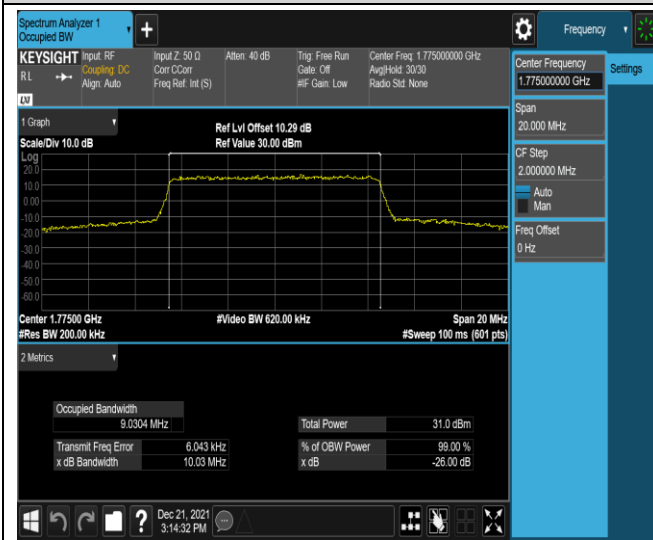 Spectrum Analyzer 1
Occupied BW
+
Frequency
KEYSIGHT
RL
LXI
Input: RF
Coupling: DC
Align: Auto
Input Z: 50 Ω
Corr CCorr
Freq Ref: Int (S)
Atten: 40 dB
Trig: Free Run
Gate: Off
#IF Gain: Low
Center Freq: 1.775000000 GHz
Avg|Hold: 30/30
Radio Std: None
Center Frequency
1.775000000 GHz
Settings
Span
20.000 MHz
CF Step
2.000000 MHz
Auto
Man
Freq Offset
0 Hz
1 Graph
Scale/Div 10.0 dB
Ref Lvl Offset 10.29 dB
Ref Value 30.00 dBm
Log
20.0
10.0
0.00
-10.0
-20.0
-30.0
-40.0
-50.0
-60.0
Center 1.77500 GHz
#Video BW 620.00 kHz
Span 20 MHz
#Res BW 200.00 kHz
#Sweep 100 ms (601 pts)
2 Metrics
Occupied Bandwidth
9.0304 MHz
Total Power 31.0 dBm
Transmit Freq Error 6.043 kHz
% of OBW Power 99.00 %
x dB Bandwidth 10.03 MHz
x dB -26.00 dB
?
Dec 21, 2021
3:14:32 PM